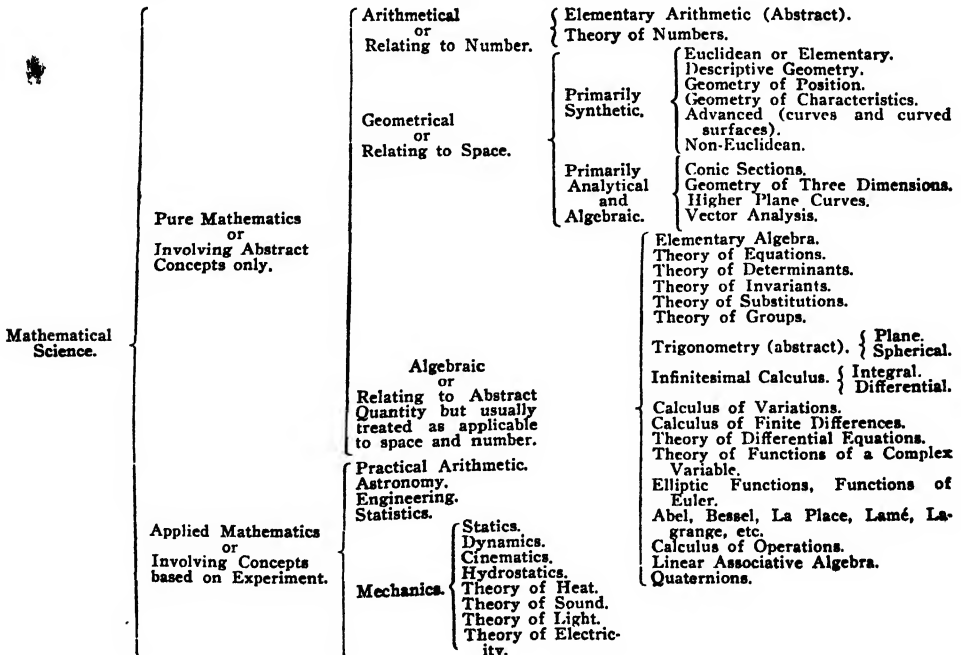 Mathematical
Science.
Pure Mathematics
or
Involving Abstract
Concepts only.
Arithmetical
or
Relating to Number.
Elementary Arithmetic (Abstract).
Theory of Numbers.
Geometrical
or
Relating to Space.
Primarily
Synthetic.
Euclidean or Elementary.
Descriptive Geometry.
Geometry of Position.
Geometry of Characteristics.
Advanced (curves and curved
surfaces).
Non-Euclidean.
Primarily
Analytical
and
Algebraic.
Conic Sections.
Geometry of Three Dimensions.
Higher Plane Curves.
Vector Analysis.
Algebraic
or
Relating to Abstract
Quantity but usually
treated as applicable
to space and number.
Elementary Algebra.
Theory of Equations.
Theory of Determinants.
Theory of Invariants.
Theory of Substitutions.
Theory of Groups.
Trigonometry (abstract).
Plane.
Spherical.
Infinitesimal Calculus.
Integral.
Differential.
Calculus of Variations.
Calculus of Finite Differences.
Theory of Differential Equations.
Theory of Functions of a Complex
Variable.
Elliptic Functions, Functions of
Euler.
Abel, Bessel, La Place, Lamé, La-
grange, etc.
Calculus of Operations.
Linear Associative Algebra.
Quaternions.
Applied Mathematics
or
Involving Concepts
based on Experiment.
Practical Arithmetic.
Astronomy.
Engineering.
Statistics.
Mechanics.
Statics.
Dynamics.
Cinematics.
Hydrostatics.
Theory of Heat.
Theory of Sound.
Theory of Light.
Theory of Electric-
ity.